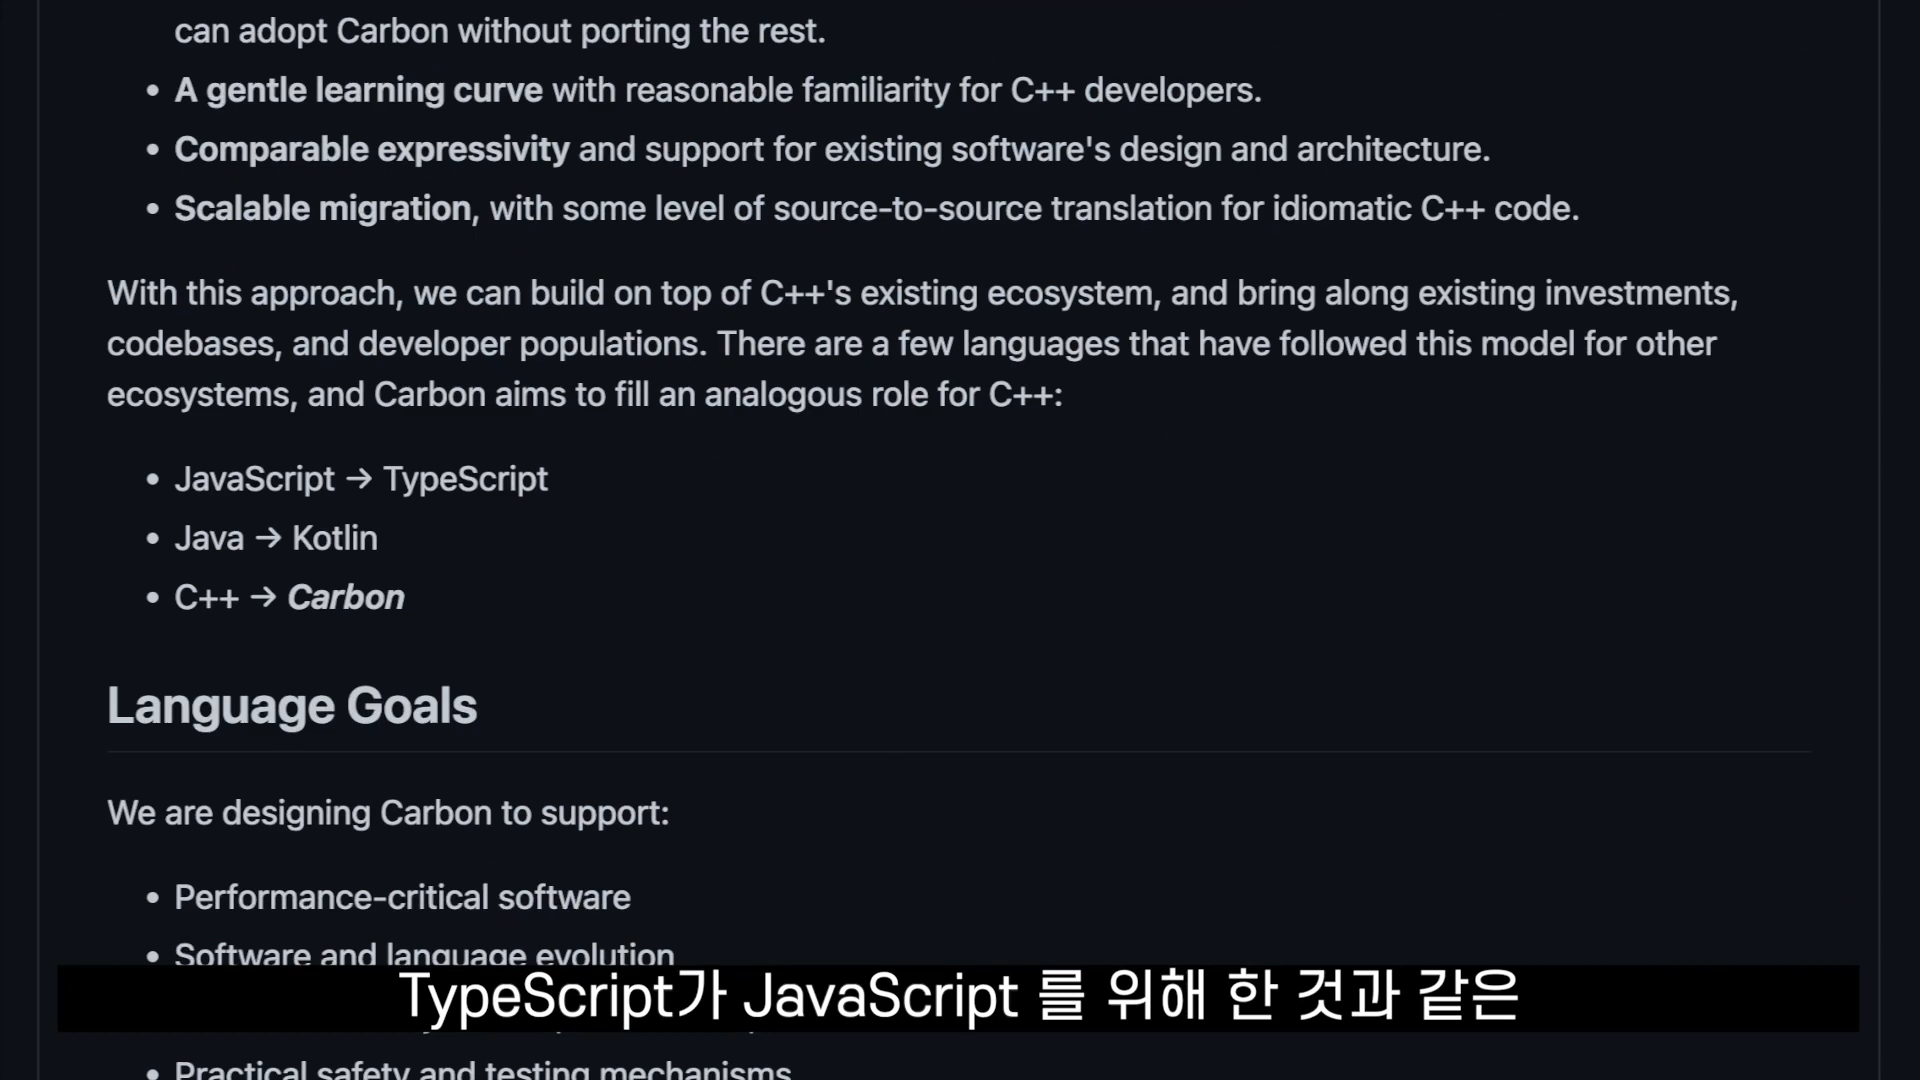 can adopt Carbon without porting the rest.
• A gentle learning curve with reasonable familiarity for C++ developers.
• Comparable expressivity and support for existing software's design and architecture.
• Scalable migration, with some level of source-to-source translation for idiomatic C++ code.
With this approach, we can build on top of C++'s existing ecosystem, and bring along existing investments,
codebases, and developer populations. There are a few languages that have followed this model for other
ecosystems, and Carbon aims to fill an analogous role for C++:
• JavaScript → TypeScript
• Java → Kotlin
• C++ → Carbon
Language Goals
We are designing Carbon to support:
• Performance-critical software
• Software and language evolution
TypeScript가 JavaScript 를 위해 한 것과 같은
• Practical safety and testing mechanisms